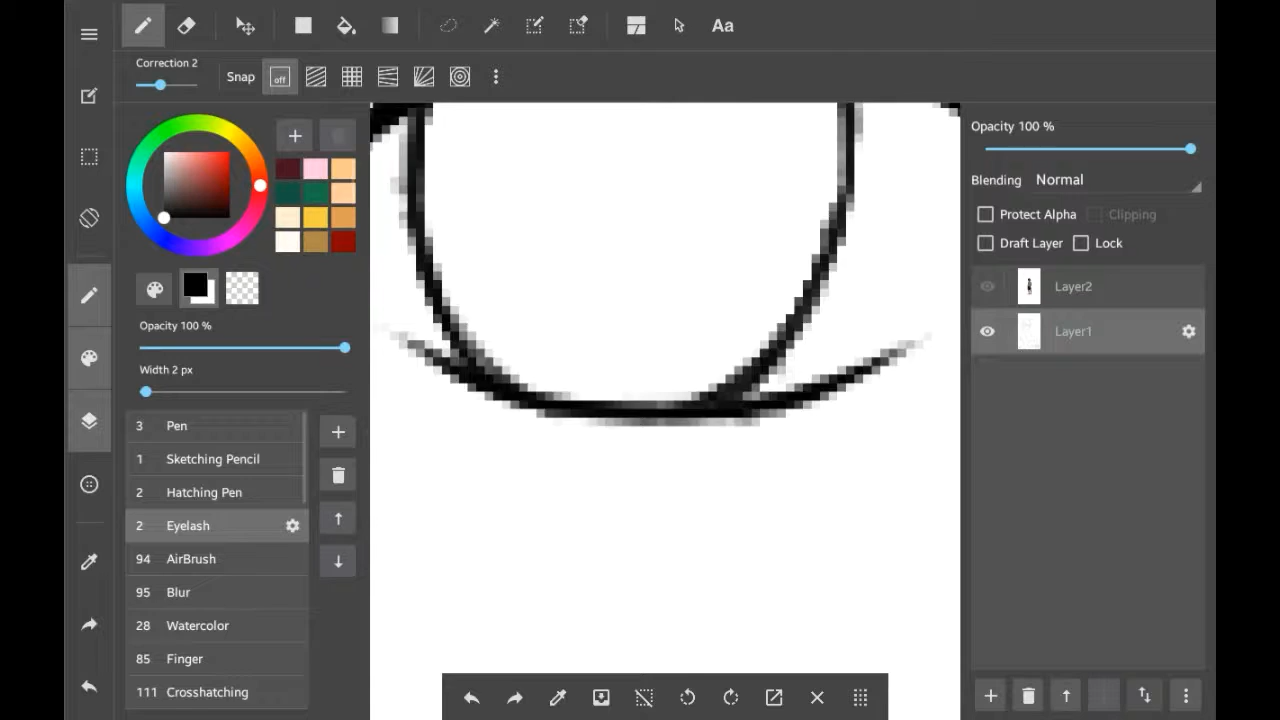 Aa
Correction 2
Snap
off
Opacity 100 %
Width 2 px
3 Pen
1 Sketching Pencil
2 Hatching Pen
2 Eyelash
94 AirBrush
95 Blur
28 Watercolor
85 Finger
111 Crosshatching
Opacity 100 %
Blending Normal
Protect Alpha Clipping
Draft Layer Lock
Layer2
Layer1